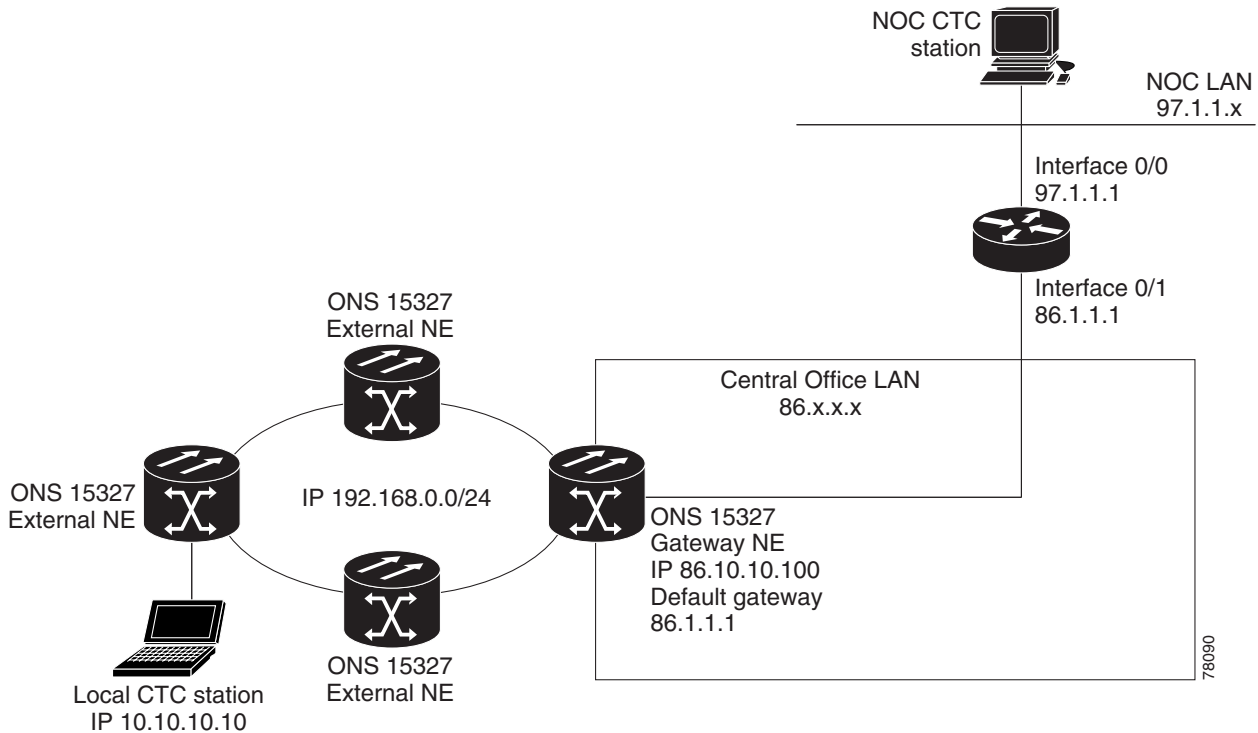 NOC CTC
station
NOC LAN
97.1.1.x
Interface 0/0
97.1.1.1
Interface 0/1
86.1.1.1
ONS 15327
External NE
Central Office LAN
86.x.x.x
ONS 15327
External NE
IP 192.168.0.0/24
ONS 15327
Gateway NE
IP 86.10.10.100
Default gateway
86.1.1.1
ONS 15327
External NE
Local CTC station
IP 10.10.10.10
78090